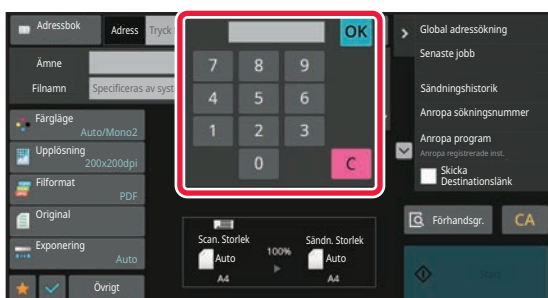 Adressbok
Adress
Tryck
OK
Ämne
Filnamn
Specificeras av syst
7 8 9
4 5 6
1 2 3
0 C
Färgläge
Auto/Mono2
Upplösning
200x200dpi
Filformat
PDF
Original
Exponering
Auto
Övrigt
Scan. Storlek
Auto
A4
100%
Sändn. Storlek
Auto
A4
Global adressökning
Senaste jobb
Sändningshistorik
Anropa sökningsnummer
Anropa program
Anropa registrerade inst.
Skicka
Destinationslänk
Förhandsgr.
CA
Start